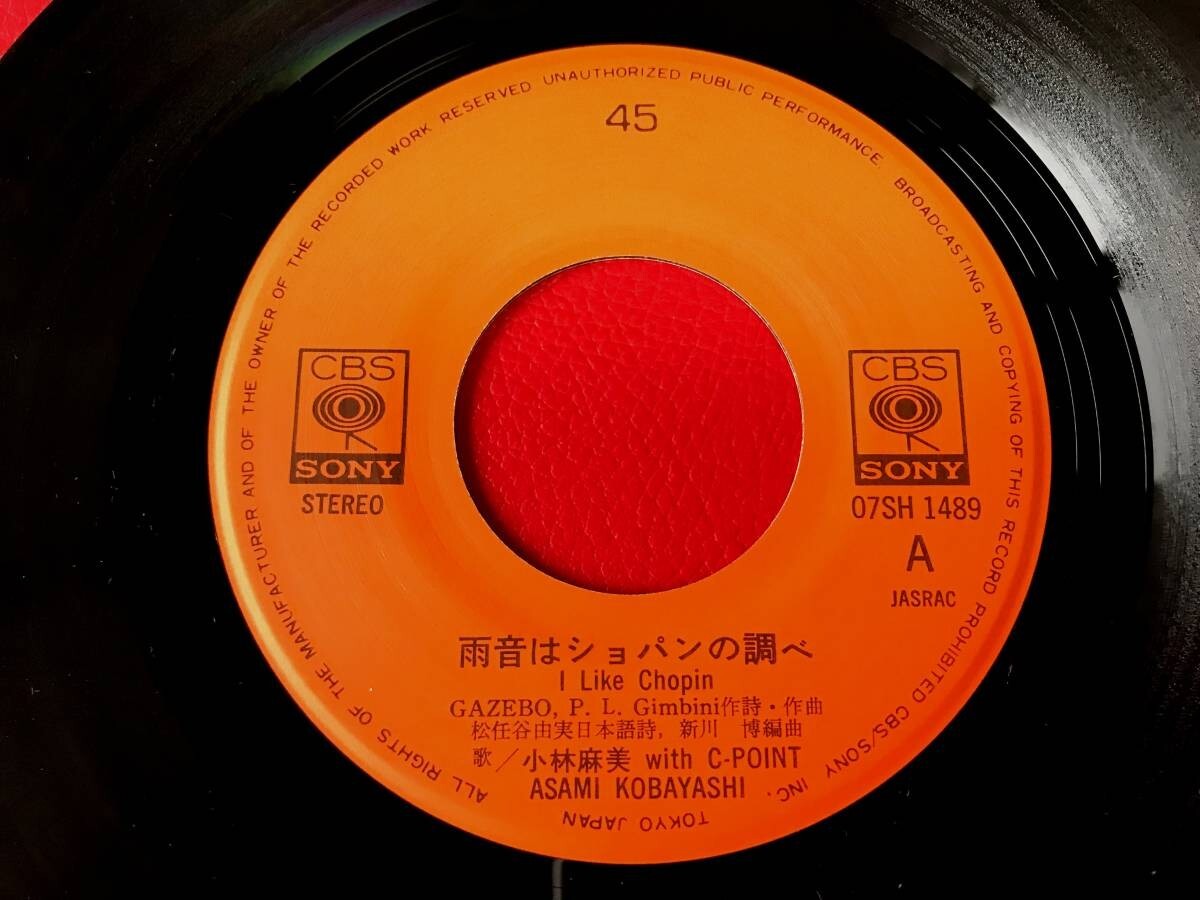 ALL RIGHTS OF THE MANUFACTURER AND OF THE OWNER OF THE RECORDED WORK RESERVED UNAUTHORIZED PUBLIC PERFORMANCE. BROADCASTING AND COPYING OF THIS RECORD PROHIBITED CBS/SONY INC.
TOKYO JAPAN
45
CBS
SONY
STEREO
CBS
SONY
07SH 1489
A
JASRAC
雨音はショパンの調べ
I Like Chopin
GAZEBO, P. L. Gimbini作詩・作曲
松任谷由実日本語詩, 新川 博編曲
歌／小林麻美 with C-POINT
ASAMI KOBAYASHI